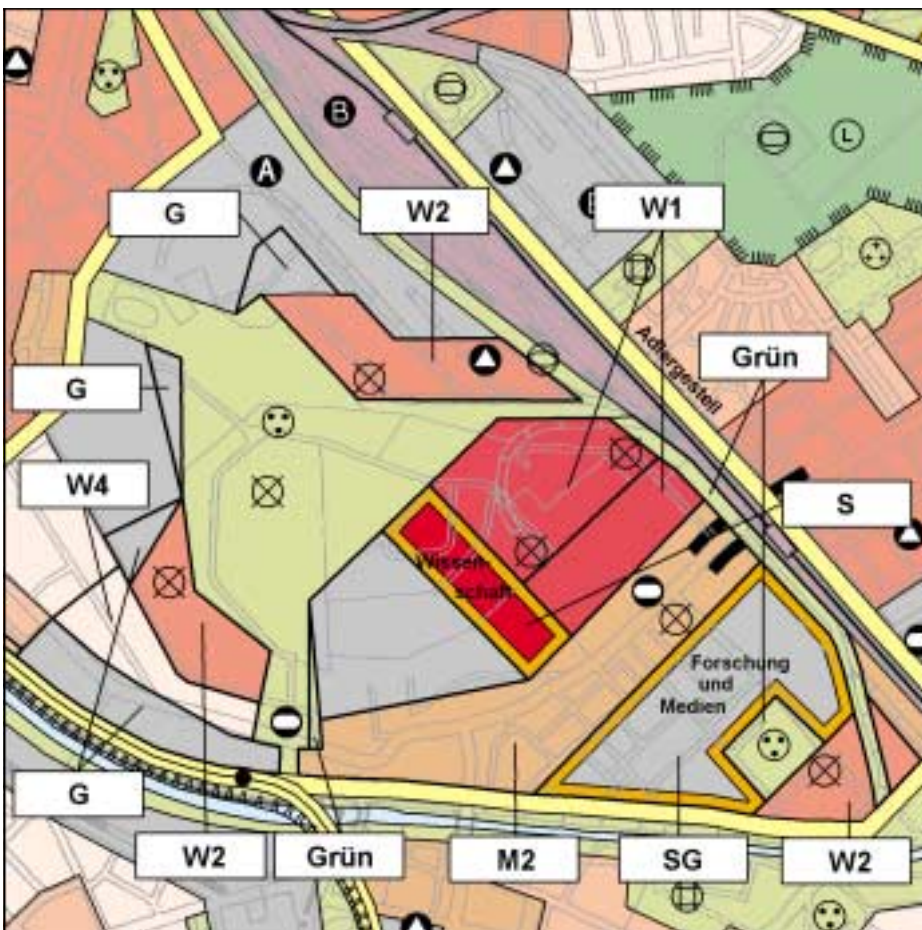 B
A
G
W2
W1
L
Adlergestell
Grün
G
W4
S
Wissen-
schaft
Forschung
und
Medien
G
W2
Grün
M2
SG
W2